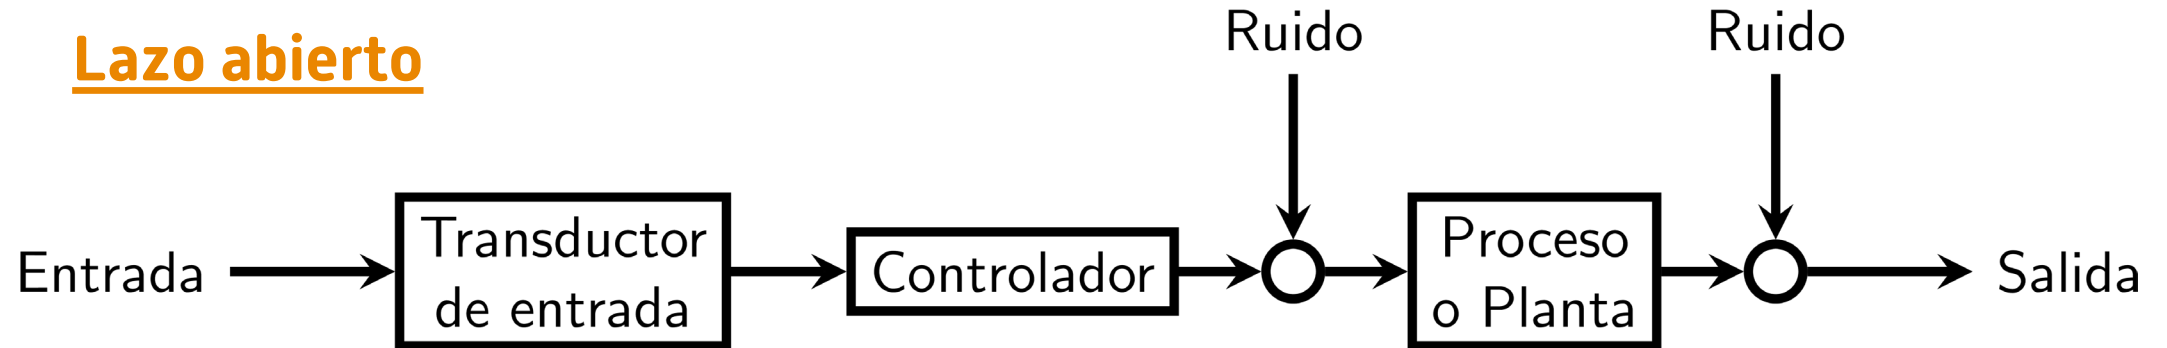 Lazo abierto
Ruido
Ruido
Entrada
Transductor
de entrada
Controlador
Proceso
o Planta
Salida